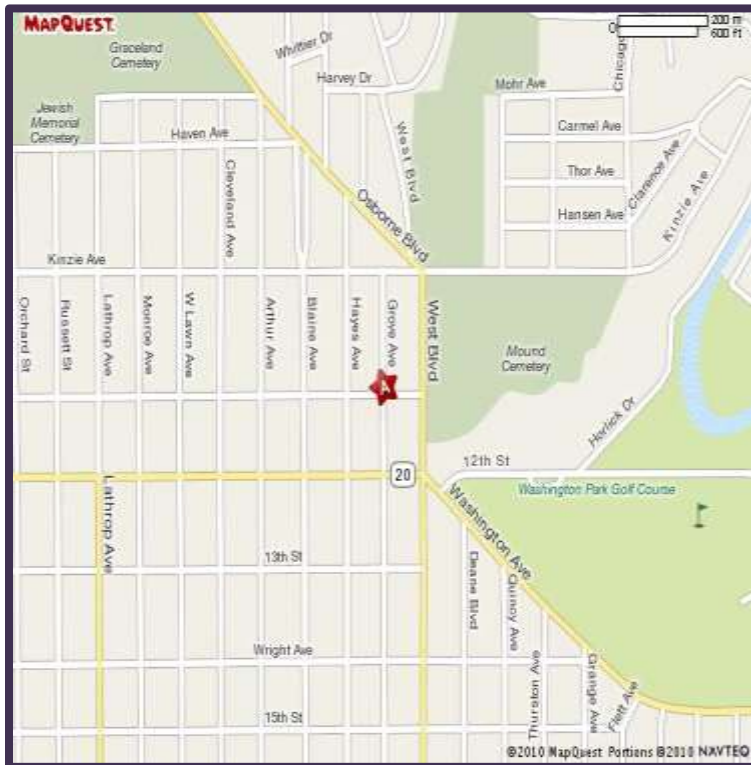 MAPQUEST
200 m
0
600 ft
Graceland
Cemetery
Whittier Dr
Chicago
Harvey Dr
Mohr Ave
Jewish
Memorial
Cemetery
Haven Ave
West Blvd
Carmel Ave
Cleveland Ave
Thor Ave
Clarence Ave
Osborne Blvd
Hansen Ave
Kinzie Ave
Kinzie Ave
Orchard St
Russett St
Lathrop Ave
Monroe Ave
W Lawn Ave
Arthur Ave
Blaine Ave
Hayes Ave
Grove Ave
West Blvd
Mound
Cemetery
A
Horlick Dr
12th St
20
Washington Park Golf Course
Lathrop Ave
Washington Ave
13th St
Deane Blvd
Quincy Ave
Wright Ave
Thurston Ave
Grange Ave
Flett Ave
15th St
©2010 MapQuest Portions ©2010 NAVTEQ